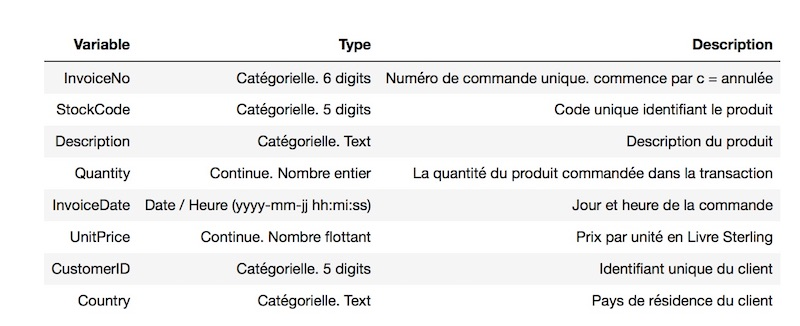 Variable Type Description
InvoiceNo Catégorielle. 6 digits Numéro de commande unique. commence par c = annulée
StockCode Catégorielle. 5 digits Code unique identifiant le produit
Description Catégorielle. Text Description du produit
Quantity Continue. Nombre entier La quantité du produit commandée dans la transaction
InvoiceDate Date / Heure (yyyy-mm-jj hh:mi:ss) Jour et heure de la commande
UnitPrice Continue. Nombre flottant Prix par unité en Livre Sterling
CustomerID Catégorielle. 5 digits Identifiant unique du client
Country Catégorielle. Text Pays de résidence du client